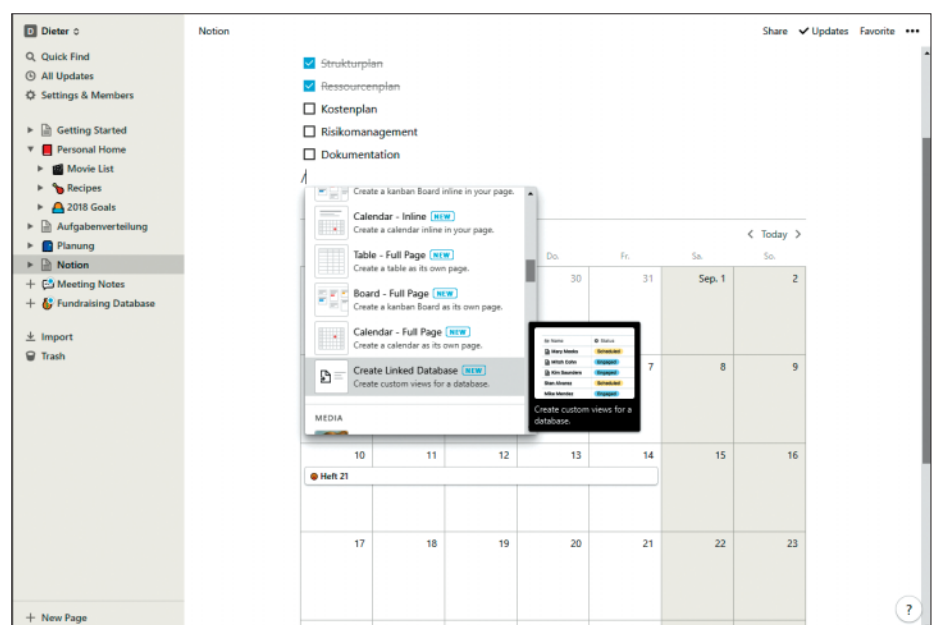 D Dieter
Notion
Share Updates Favorite •••
Quick Find
All Updates
Settings & Members
Getting Started
Personal Home
Movie List
Recipes
2018 Goals
Aufgabenverteilung
Planung
Notion
+ Meeting Notes
+ Fundraising Database
Import
Trash
+ New Page
Strukturplan
Ressourcenplan
Kostenplan
Risikomanagement
Dokumentation
/
Create a kanban Board inline in your page.
Calendar - Inline NEW
Create a calendar inline in your page.
Table - Full Page NEW
Create a table as its own page.
Board - Full Page NEW
Create a kanban Board as its own page.
Calendar - Full Page NEW
Create a calendar as its own page.
Create Linked Database NEW
Create custom views for a database.
MEDIA
Name Status
Mary Meeks Scheduled
Mitch Cohn Engaged
Kim Saunders Engaged
Stan Alvarez Scheduled
Mike Mendez Engaged
Create custom views for a
database.
< Today >
Do. Fr. Sa. So.
30 31 Sep. 1 2
7 8 9
10 11 12 13 14 15 16
Heft 21
17 18 19 20 21 22 23
?